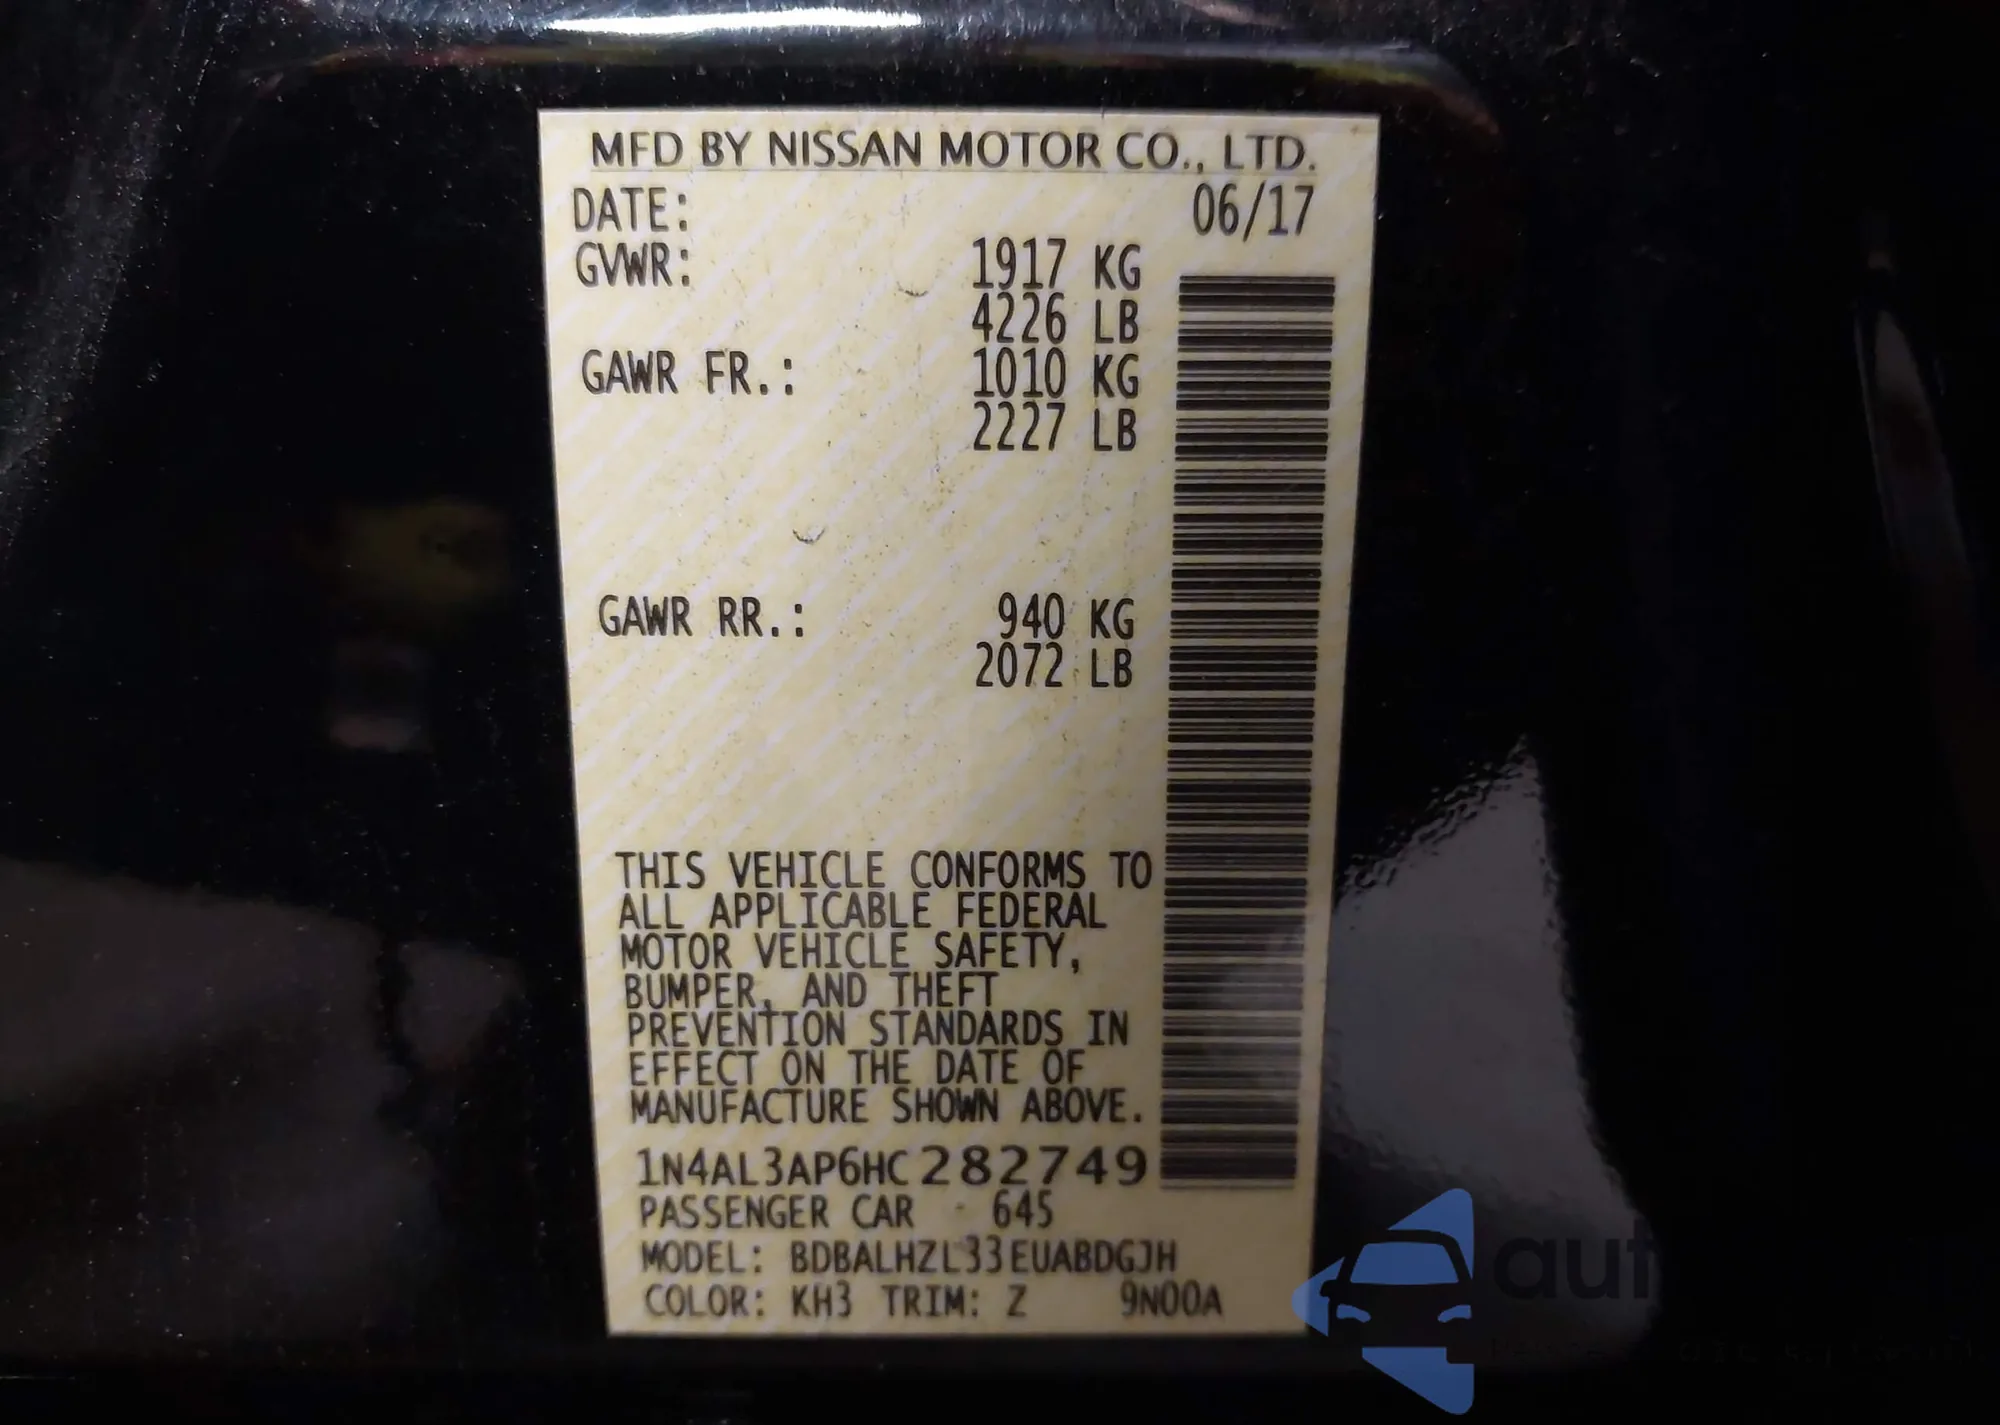 MFD BY NISSAN MOTOR CO., LTD.
DATE: 06/17
GVWR: 1917 KG
4226 LB
GAWR FR.: 1010 KG
2227 LB
GAWR RR.: 940 KG
2072 LB
THIS VEHICLE CONFORMS TO
ALL APPLICABLE FEDERAL
MOTOR VEHICLE SAFETY,
BUMPER, AND THEFT
PREVENTION STANDARDS IN
EFFECT ON THE DATE OF
MANUFACTURE SHOWN ABOVE.
1N4AL3AP6HC282749
PASSENGER CAR - 645
MODEL: BDBALHZL33EUABDGJH
COLOR: KH3 TRIM: Z 9N00A
aut